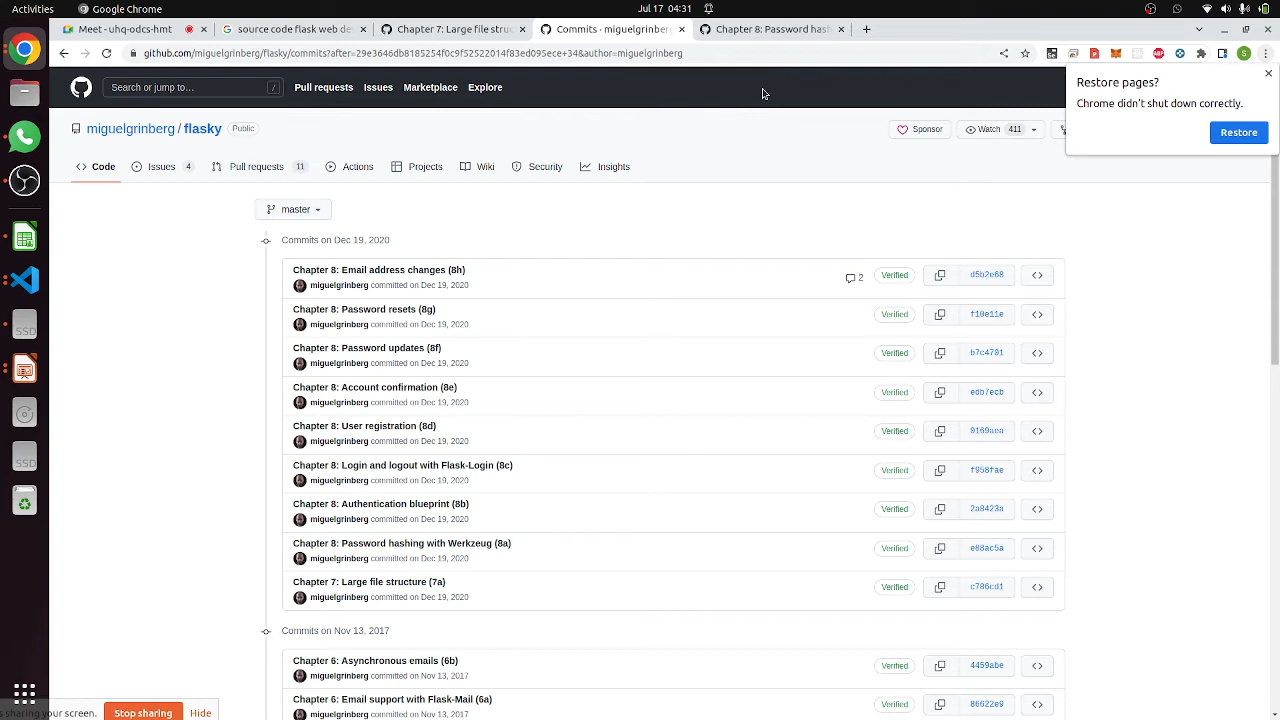 Activities Google Chrome Jul 17 04:31
Meet - uhq-odcs-hmt source code flask web de Chapter 7: Large file struc Commits · miguelgrinberg Chapter 8: Password hash
github.com/miguelgrinberg/flasky/commits?after=29e3646db8185254f0c9f52522014f83ed095ece+34&author=miguelgrinberg
Restore pages?
Chrome didn't shut down correctly.
Restore
Search or jump to… / Pull requests Issues Marketplace Explore
miguelgrinberg / flasky Public Sponsor Watch 411
Code Issues 4 Pull requests 11 Actions Projects Wiki Security Insights
master
Commits on Dec 19, 2020
Chapter 8: Email address changes (8h)
miguelgrinberg committed on Dec 19, 2020 2 Verified d5b2e68
Chapter 8: Password resets (8g)
miguelgrinberg committed on Dec 19, 2020 Verified f10e11e
Chapter 8: Password updates (8f)
miguelgrinberg committed on Dec 19, 2020 Verified b7c4791
Chapter 8: Account confirmation (8e)
miguelgrinberg committed on Dec 19, 2020 Verified edb7ecb
Chapter 8: User registration (8d)
miguelgrinberg committed on Dec 19, 2020 Verified 0169aea
Chapter 8: Login and logout with Flask-Login (8c)
miguelgrinberg committed on Dec 19, 2020 Verified f958fae
Chapter 8: Authentication blueprint (8b)
miguelgrinberg committed on Dec 19, 2020 Verified 2a8423a
Chapter 8: Password hashing with Werkzeug (8a)
miguelgrinberg committed on Dec 19, 2020 Verified e88ac5a
Chapter 7: Large file structure (7a)
miguelgrinberg committed on Dec 19, 2020 Verified c786cd1
Commits on Nov 13, 2017
Chapter 6: Asynchronous emails (6b)
miguelgrinberg committed on Nov 13, 2017 Verified 4459abe
Chapter 6: Email support with Flask-Mail (6a)
miguelgrinberg committed on Nov 13, 2017 Verified 86622e9
s sharing your screen. Stop sharing Hide